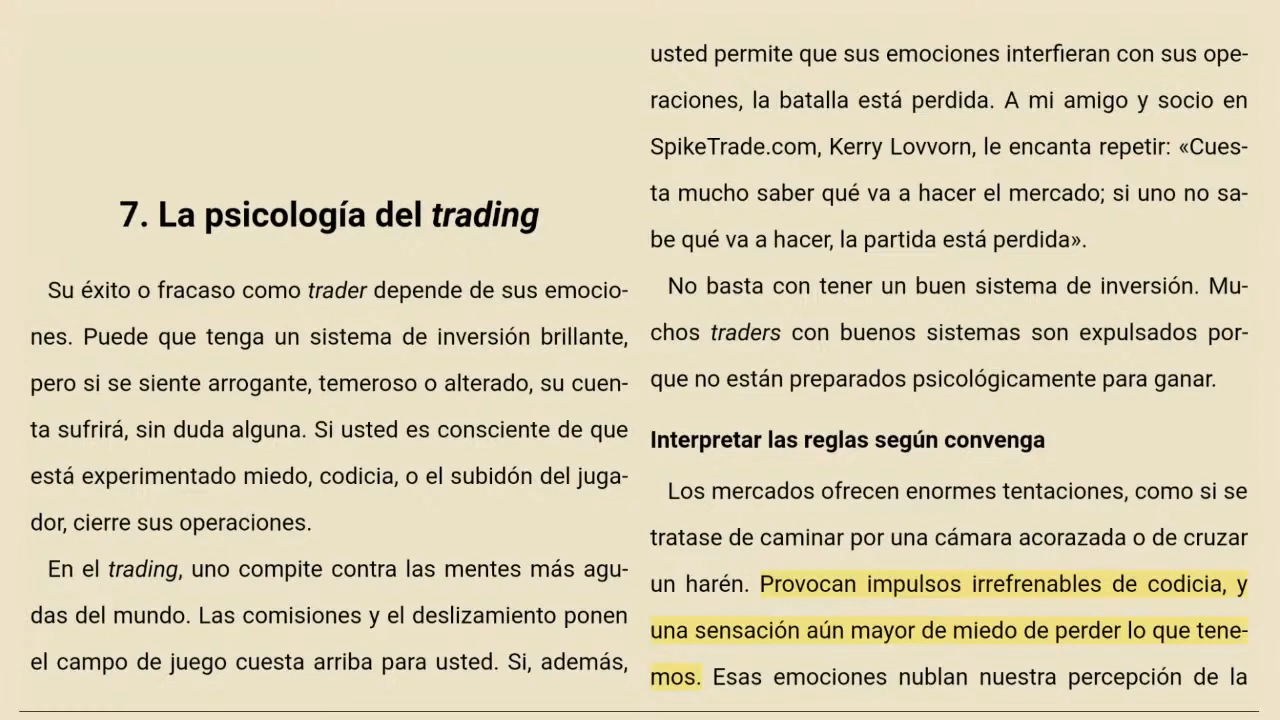 7. La psicología del trading
Su éxito o fracaso como trader depende de sus emocio-
nes. Puede que tenga un sistema de inversión brillante,
pero si se siente arrogante, temeroso o alterado, su cuen-
ta sufrirá, sin duda alguna. Si usted es consciente de que
está experimentado miedo, codicia, o el subidón del juga-
dor, cierre sus operaciones.
En el trading, uno compite contra las mentes más agu-
das del mundo. Las comisiones y el deslizamiento ponen
el campo de juego cuesta arriba para usted. Si, además,
usted permite que sus emociones interfieran con sus ope-
raciones, la batalla está perdida. A mi amigo y socio en
SpikeTrade.com, Kerry Lovvorn, le encanta repetir: «Cues-
ta mucho saber qué va a hacer el mercado; si uno no sa-
be qué va a hacer, la partida está perdida».
No basta con tener un buen sistema de inversión. Mu-
chos traders con buenos sistemas son expulsados por-
que no están preparados psicológicamente para ganar.
Interpretar las reglas según convenga
Los mercados ofrecen enormes tentaciones, como si se
tratase de caminar por una cámara acorazada o de cruzar
un harén. Provocan impulsos irrefrenables de codicia, y
una sensación aún mayor de miedo de perder lo que tene-
mos. Esas emociones nublan nuestra percepción de la